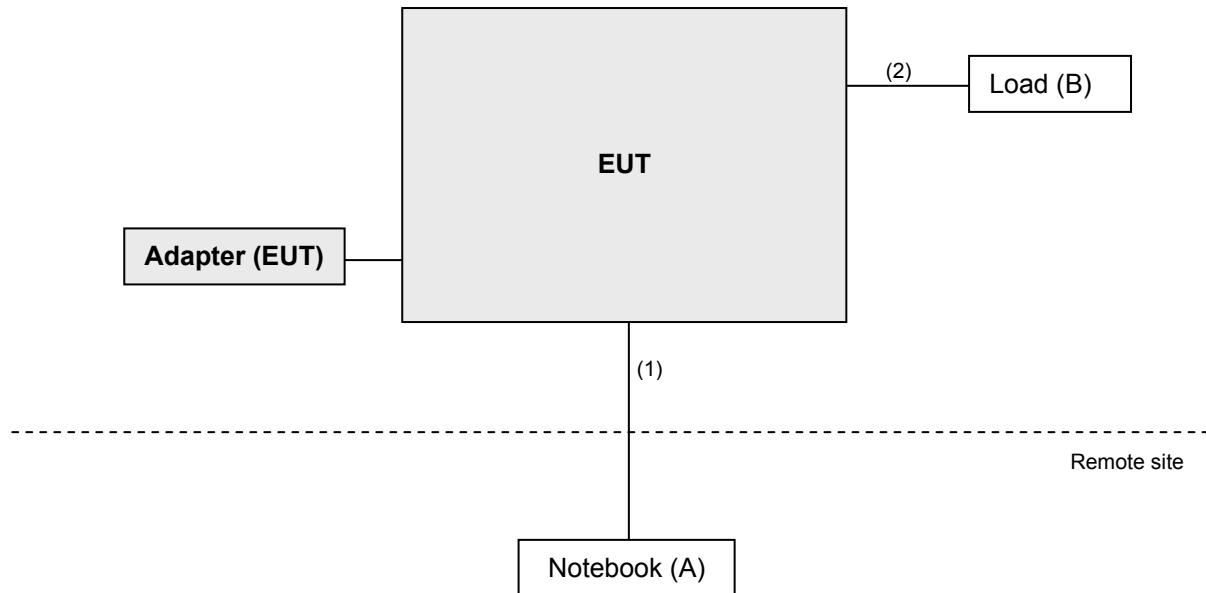 (2)
Load (B)
EUT
Adapter (EUT)
(1)
Remote site
Notebook (A)